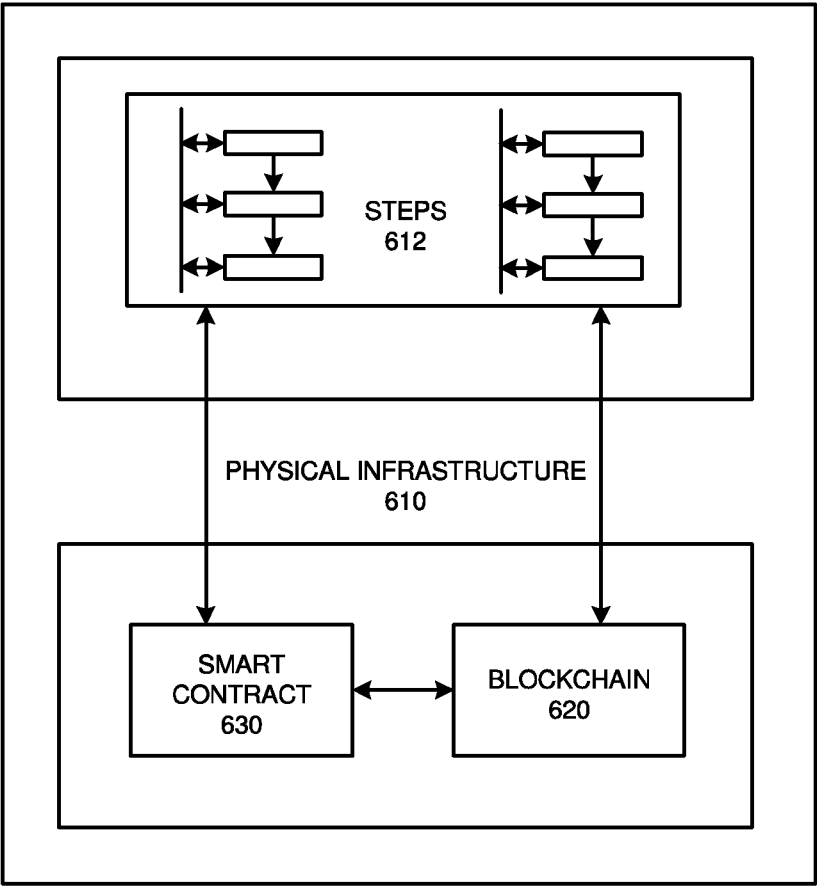 STEPS
612
PHYSICAL INFRASTRUCTURE
610
SMART
CONTRACT
630
BLOCKCHAIN
620